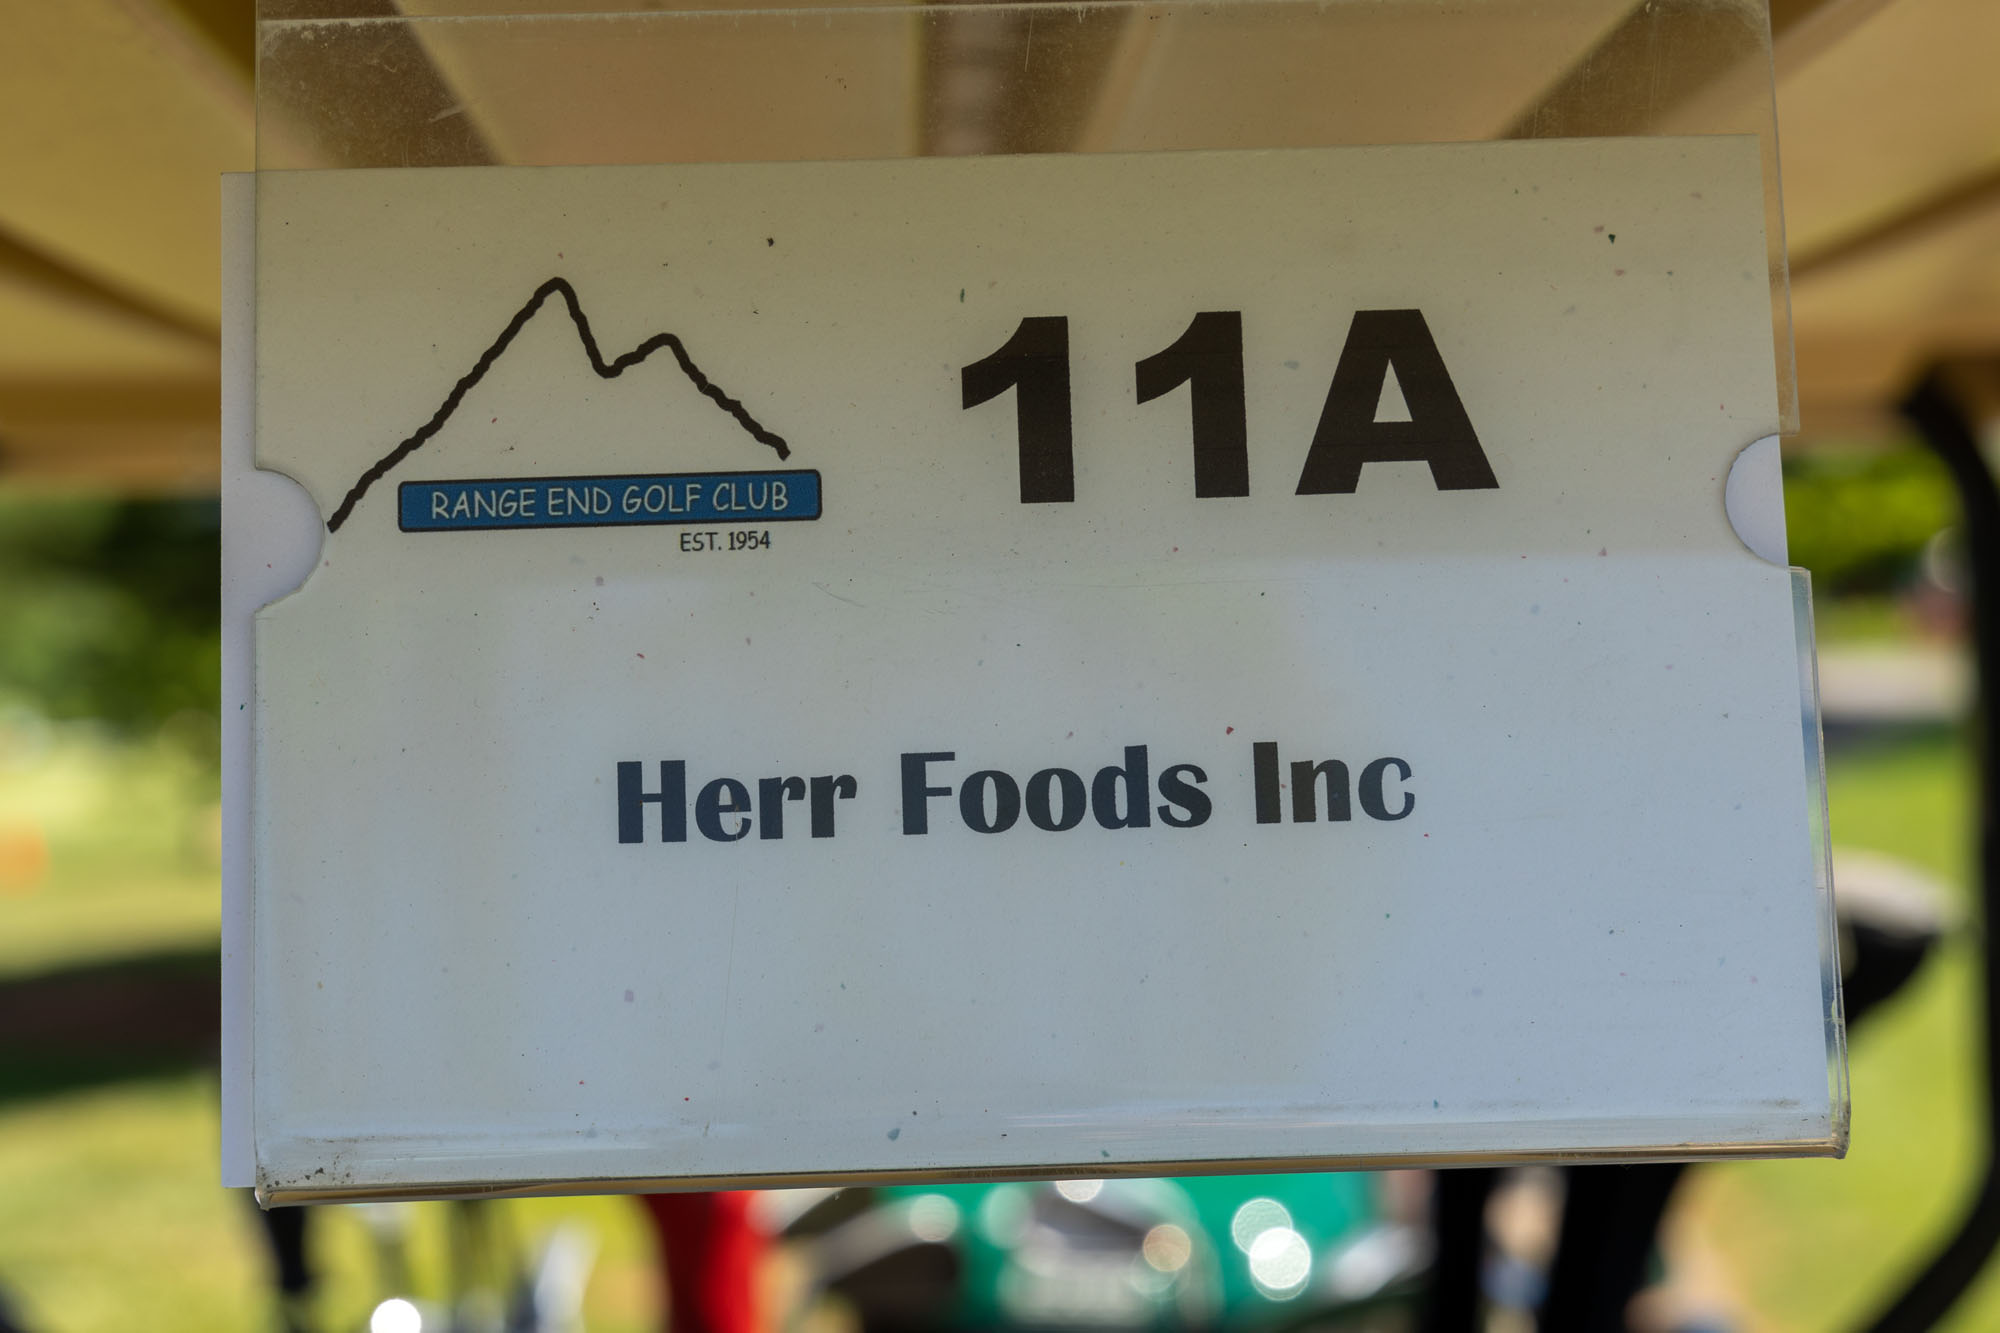 RANGE END GOLF CLUB
EST. 1954
11A
Herr Foods Inc